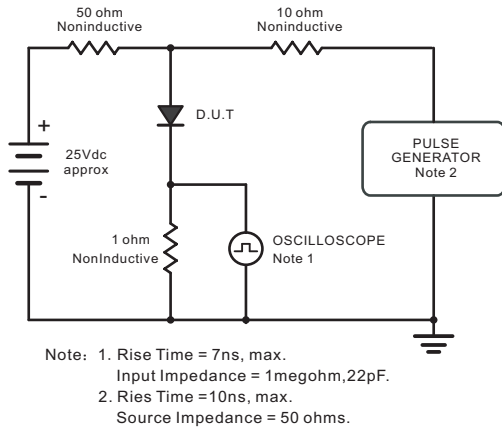 50 ohm
Noninductive
10 ohm
Noninductive
+
D.U.T
25Vdc
approx
-
PULSE
GENERATOR
Note 2
1 ohm
NonInductive
OSCILLOSCOPE
Note 1
Note: 1. Rise Time = 7ns, max.
Input Impedance = 1megohm,22pF.
2. Ries Time =10ns, max.
Source Impedance = 50 ohms.